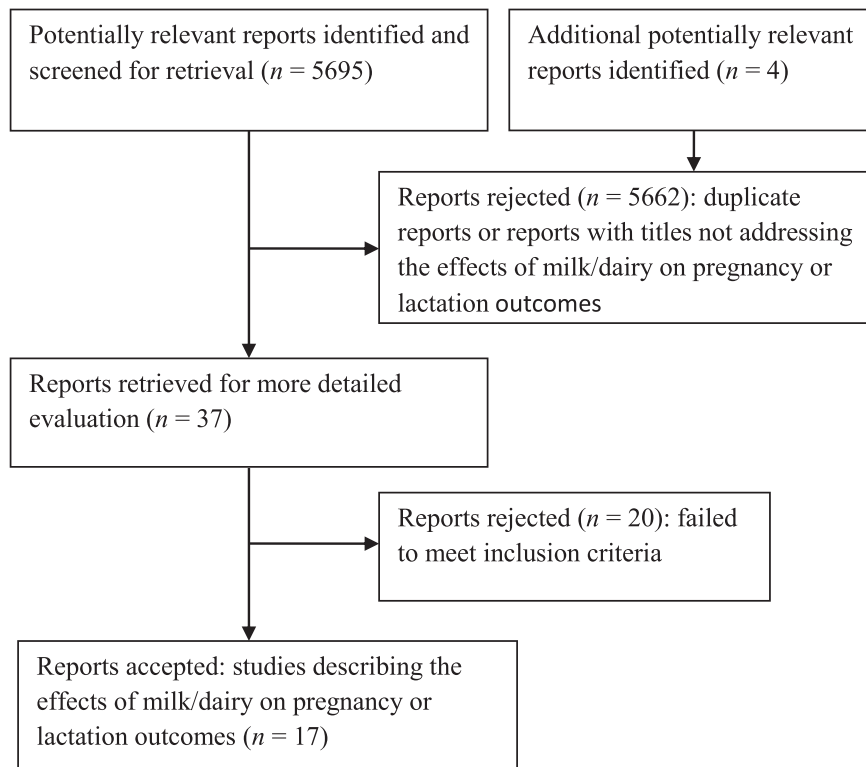 Potentially relevant reports identified and
screened for retrieval (n = 5695)
Additional potentially relevant
reports identified (n = 4)
Reports rejected (n = 5662): duplicate
reports or reports with titles not addressing
the effects of milk/dairy on pregnancy or
lactation outcomes
Reports retrieved for more detailed
evaluation (n = 37)
Reports rejected (n = 20): failed
to meet inclusion criteria
Reports accepted: studies describing the
effects of milk/dairy on pregnancy or
lactation outcomes (n = 17)